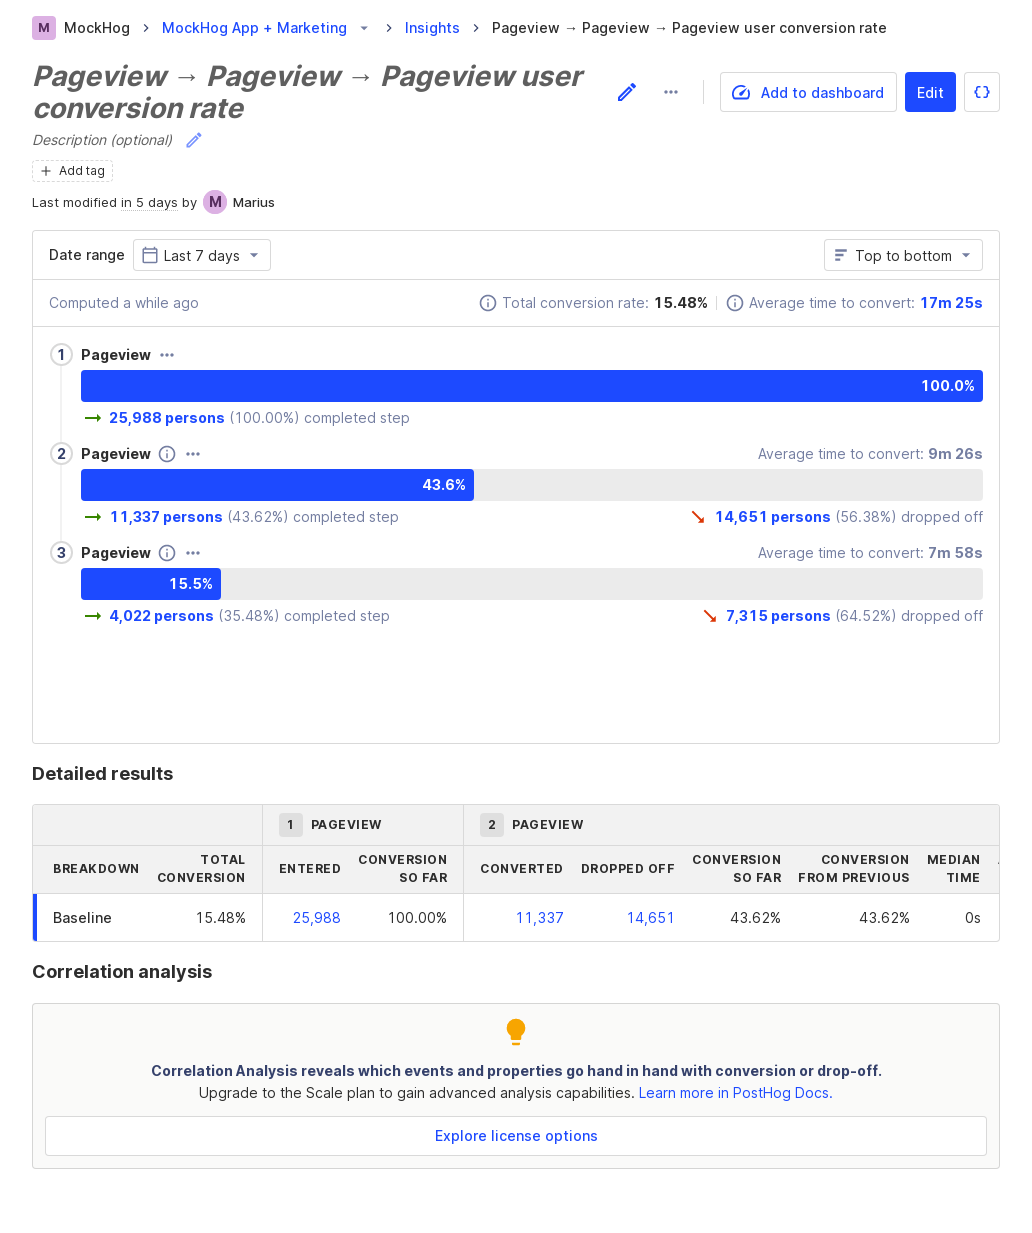 M MockHog > MockHog App + Marketing > Insights > Pageview → Pageview → Pageview user conversion rate
Pageview → Pageview → Pageview user
conversion rate
Add to dashboard
Edit
Description (optional)
+ Add tag
Last modified in 5 days by M Marius
Date range Last 7 days
Top to bottom
Computed a while ago
Total conversion rate: 15.48%
Average time to convert: 17m 25s
1 Pageview
100.0%
25,988 persons (100.00%) completed step
2 Pageview
Average time to convert: 9m 26s
43.6%
11,337 persons (43.62%) completed step
14,651 persons (56.38%) dropped off
3 Pageview
Average time to convert: 7m 58s
15.5%
4,022 persons (35.48%) completed step
7,315 persons (64.52%) dropped off
Detailed results
1 PAGEVIEW
2 PAGEVIEW
BREAKDOWN
TOTAL
CONVERSION
ENTERED
CONVERSION
SO FAR
CONVERTED
DROPPED OFF
CONVERSION
SO FAR
CONVERSION
FROM PREVIOUS
MEDIAN
TIME
Baseline 15.48% 25,988 100.00% 11,337 14,651 43.62% 43.62% 0s
Correlation analysis
Correlation Analysis reveals which events and properties go hand in hand with conversion or drop-off.
Upgrade to the Scale plan to gain advanced analysis capabilities. Learn more in PostHog Docs.
Explore license options